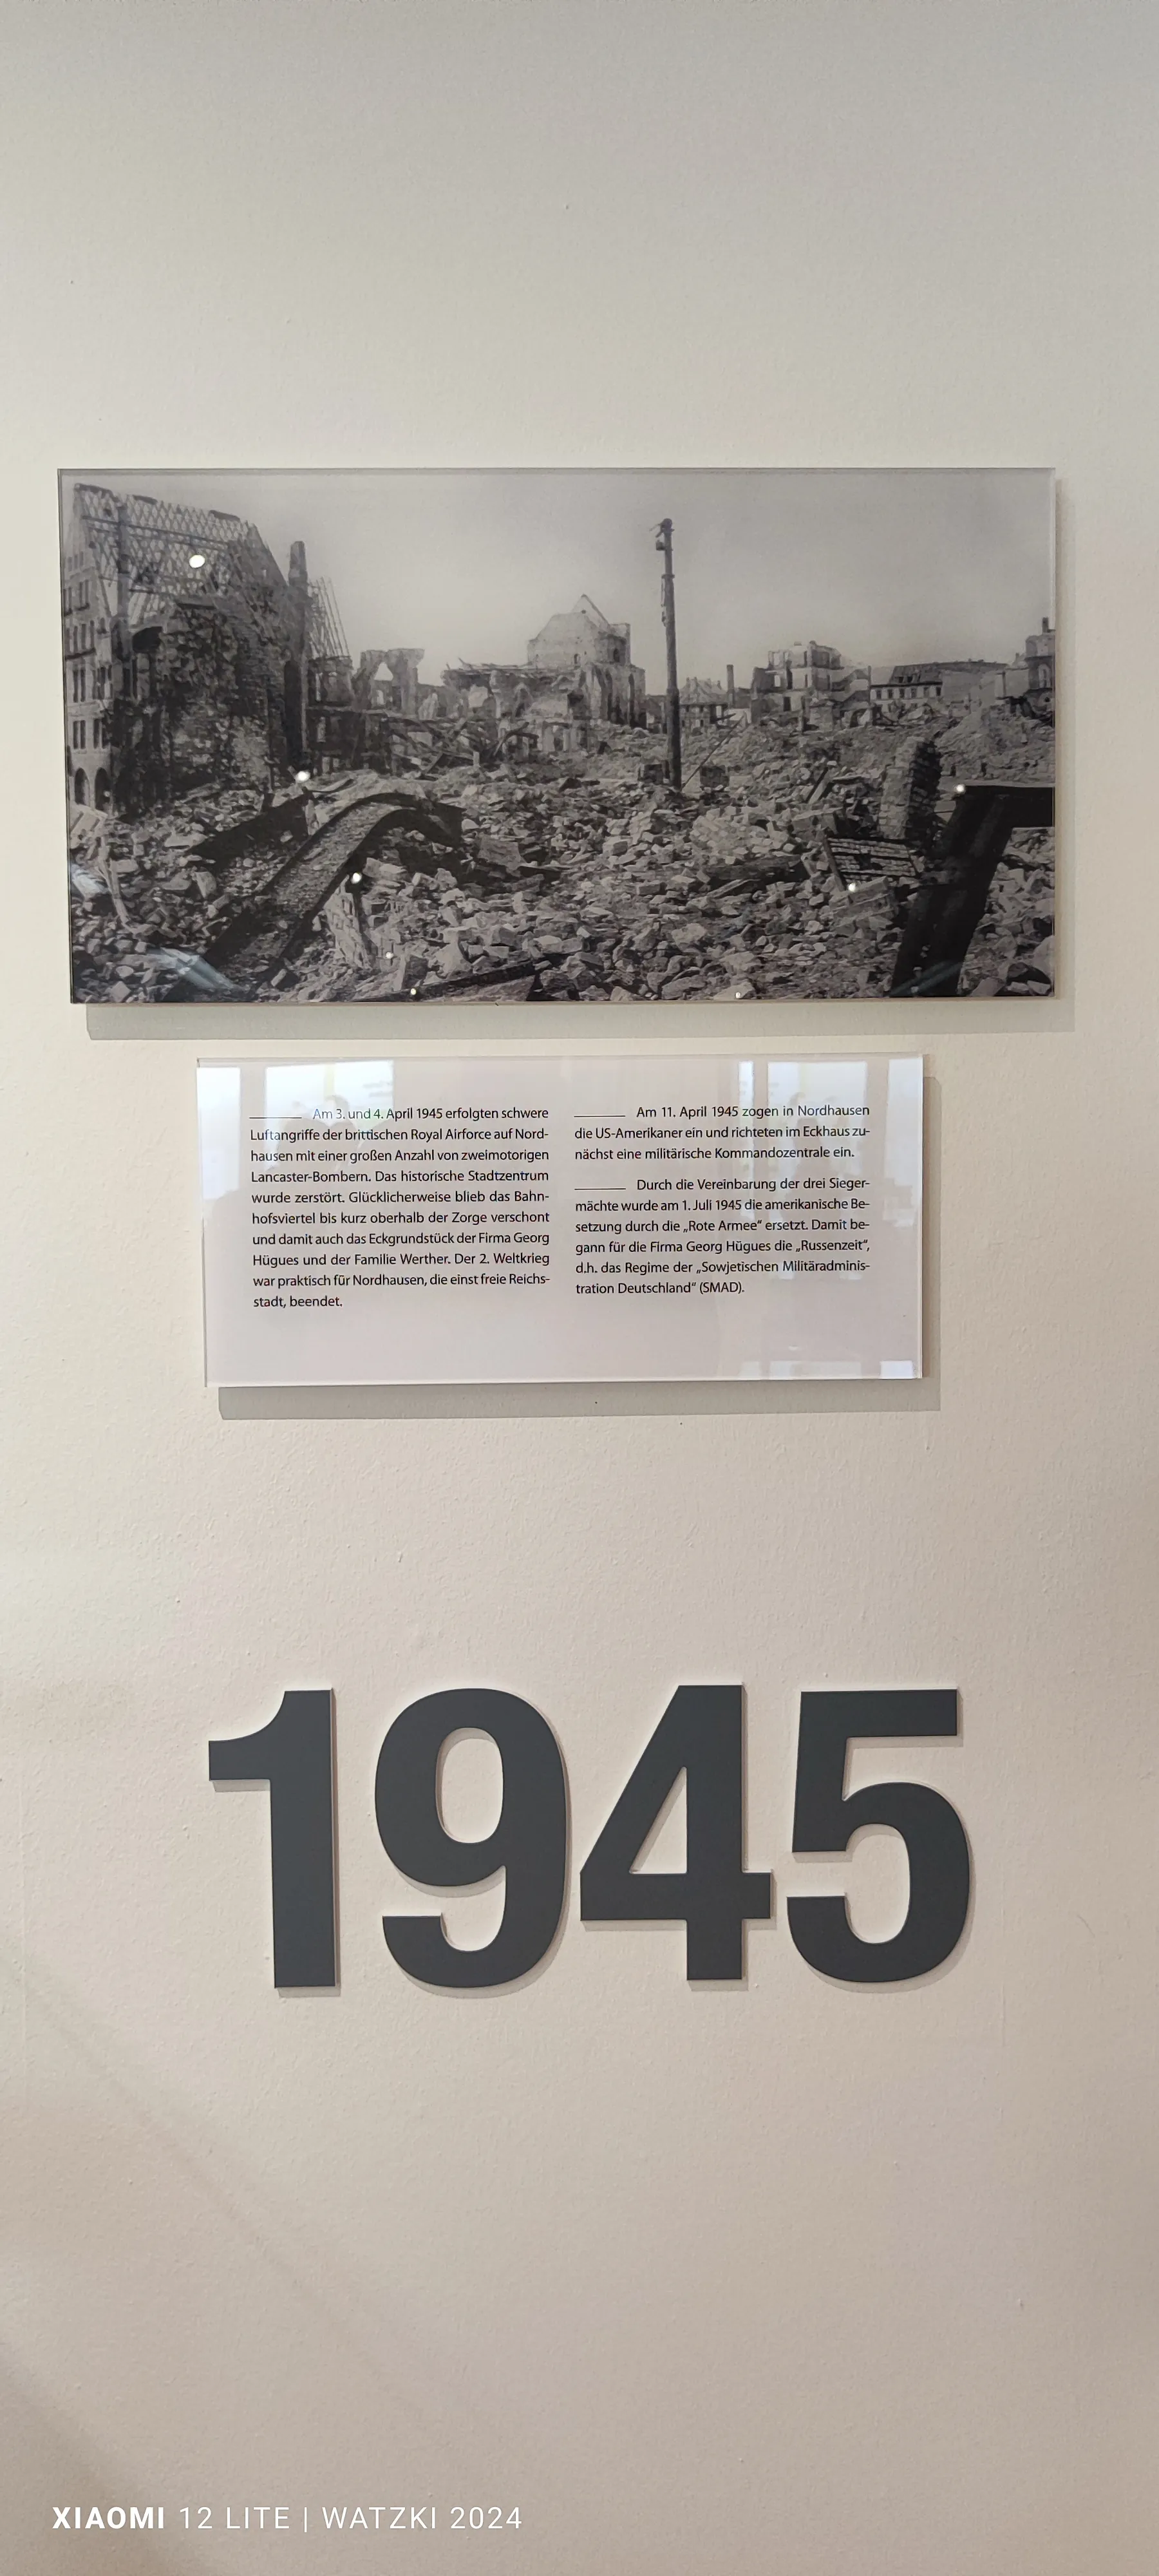 Am 3. und 4. April 1945 erfolgten schwere
Luftangriffe der brittischen Royal Airforce auf Nord-
hausen mit einer großen Anzahl von zweimotorigen
Lancaster-Bombern. Das historische Stadtzentrum
wurde zerstört. Glücklicherweise blieb das Bahn-
hofsviertel bis kurz oberhalb der Zorge verschont
und damit auch das Eckgrundstück der Firma Georg
Hügues und der Familie Werther. Der 2. Weltkrieg
war praktisch für Nordhausen, die einst freie Reichs-
stadt, beendet.
Am 11. April 1945 zogen in Nordhausen
die US-Amerikaner ein und richteten im Eckhaus zu-
nächst eine militärische Kommandozentrale ein.
Durch die Vereinbarung der drei Sieger-
mächte wurde am 1. Juli 1945 die amerikanische Be-
setzung durch die „Rote Armee“ ersetzt. Damit be-
gann für die Firma Georg Hügues die „Russenzeit“,
d.h. das Regime der „Sowjetischen Militäradminis-
tration Deutschland“ (SMAD).
1945
XIAOMI 12 LITE | WATZKI 2024